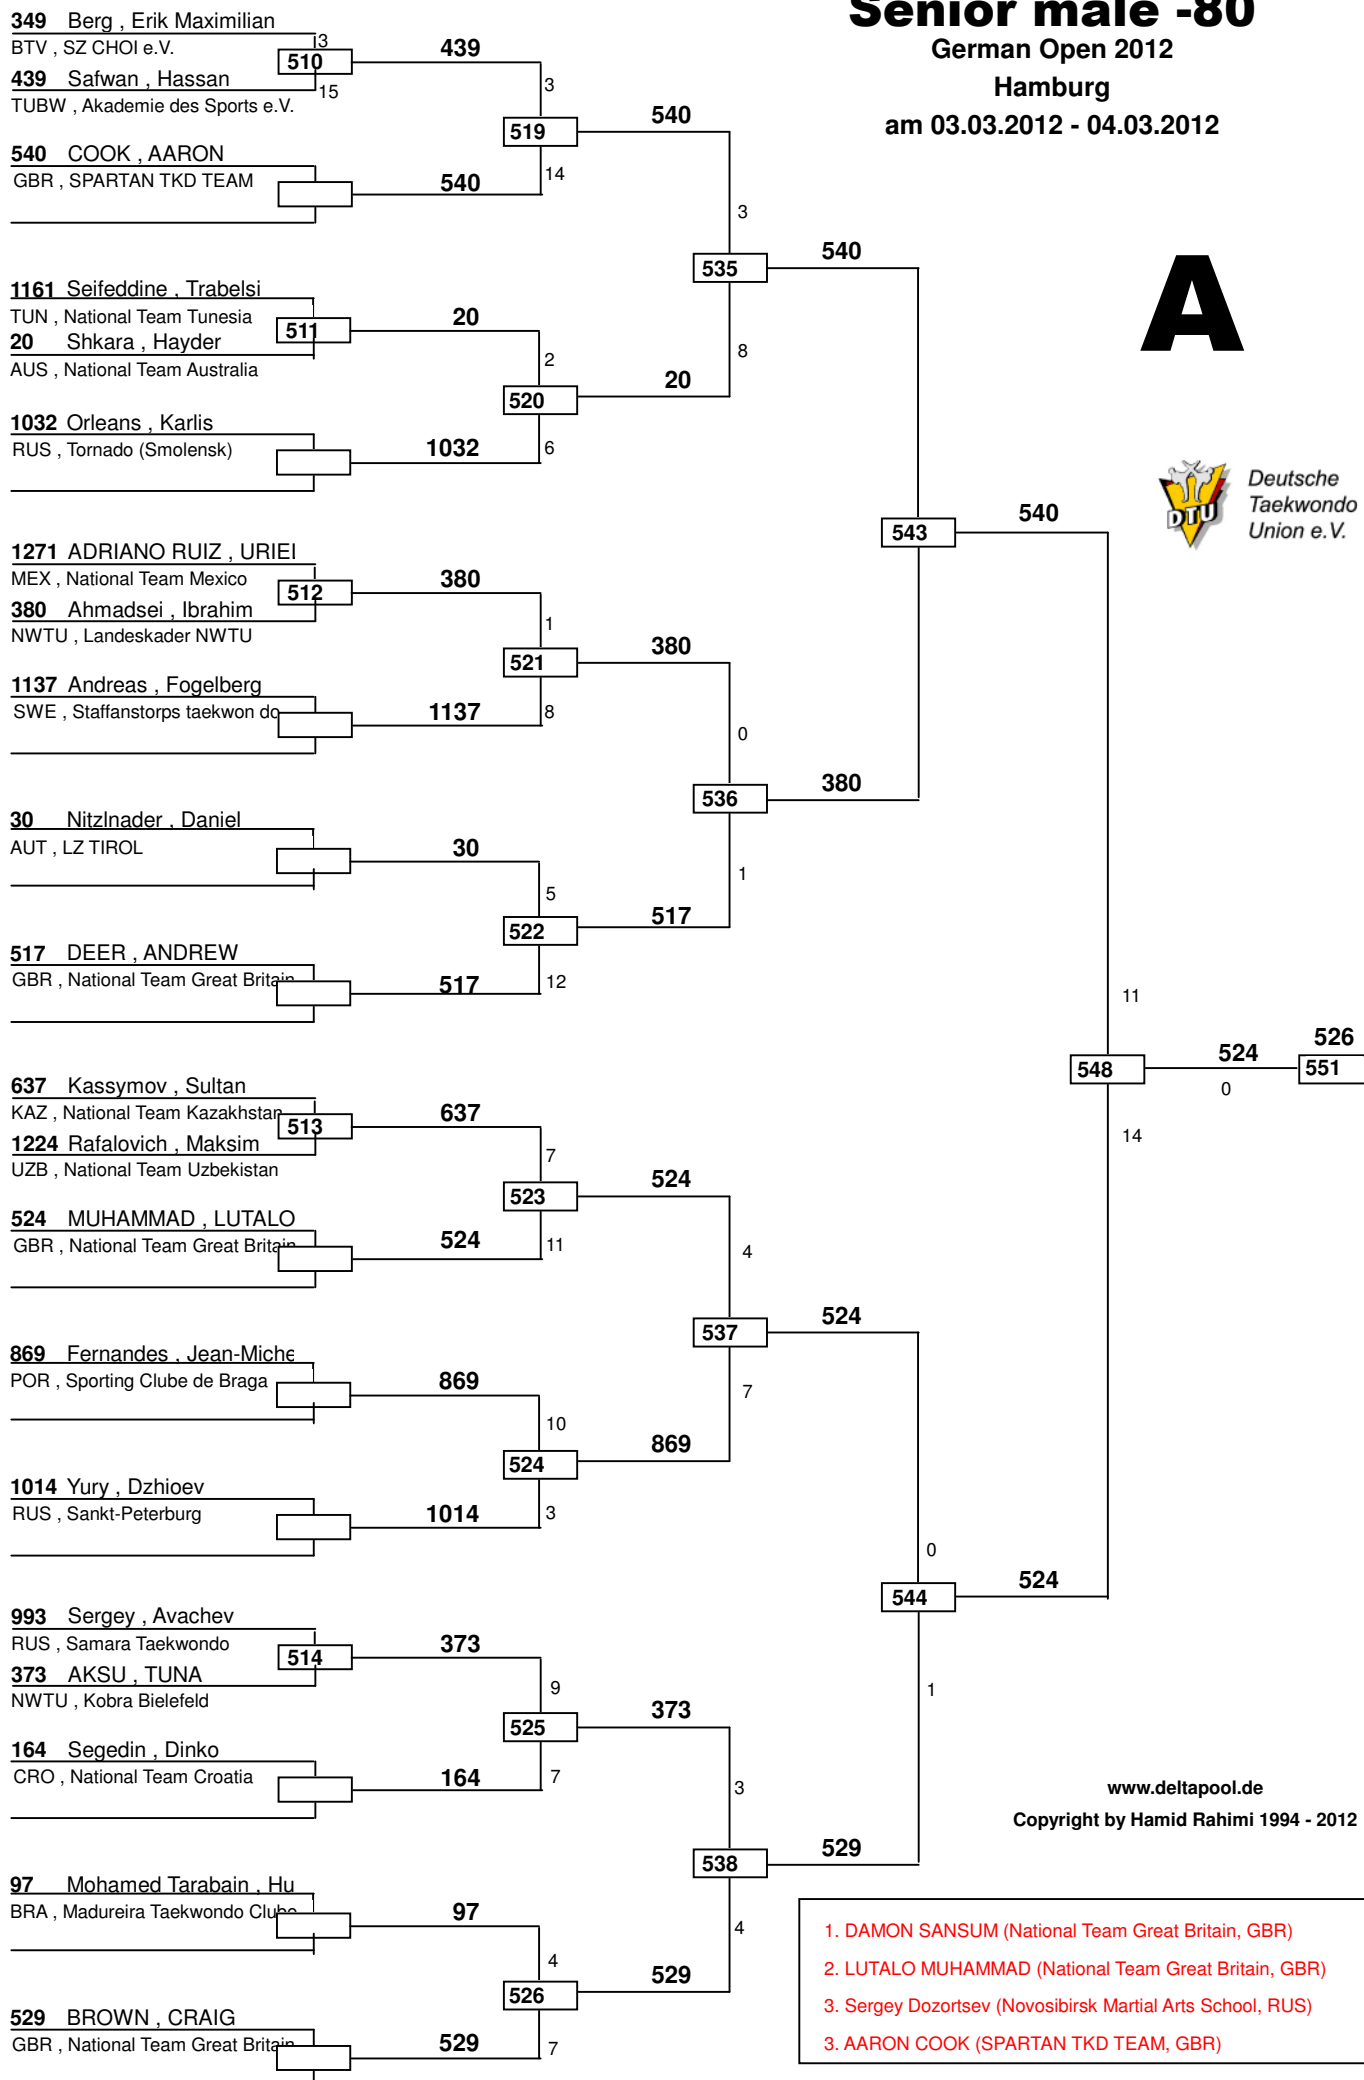 Senior male -80
German Open 2012
Hamburg
am 03.03.2012 - 04.03.2012
A
Deutsche
Taekwondo
Union e.V.
DTU
349 Berg , Erik Maximilian
BTV , SZ CHOI e.V.
3
510
439
439 Safwan , Hassan
15
TUBW , Akademie des Sports e.V.
3
519
540
540 COOK , AARON
GBR , SPARTAN TKD TEAM
540
14
3
535
540
1161 Seifeddine , Trabelsi
TUN , National Team Tunesia
511
20
20 Shkara , Hayder
AUS , National Team Australia
2
8
520
20
1032 Orleans , Karlis
RUS , Tornado (Smolensk)
1032
6
543
540
1271 ADRIANO RUIZ , URIEL
MEX , National Team Mexico
512
380
380 Ahmadsei , Ibrahim
NWTU , Landeskader NWTU
1
521
380
1137 Andreas , Fogelberg
SWE , Staffanstorps taekwon do
1137
8
0
536
380
30 Nitzlnader , Daniel
AUT , LZ TIROL
30
1
5
522
517
517 DEER , ANDREW
GBR , National Team Great Britain
517
12
11
526
548
524
551
0
14
637 Kassymov , Sultan
KAZ , National Team Kazakhstan
513
637
1224 Rafalovich , Maksim
UZB , National Team Uzbekistan
7
523
524
524 MUHAMMAD , LUTALO
GBR , National Team Great Britain
524
11
4
537
524
869 Fernandes , Jean-Miche
POR , Sporting Clube de Braga
869
7
10
524
869
1014 Yury , Dzhioev
RUS , Sankt-Peterburg
1014
3
0
544
524
993 Sergey , Avachev
RUS , Samara Taekwondo
514
373
373 AKSU , TUNA
NWTU , Kobra Bielefeld
9
1
525
373
164 Segedin , Dinko
CRO , National Team Croatia
164
7
3
538
529
97 Mohamed Tarabain , Hu
BRA , Madureira Taekwondo Clube
97
4
4
526
529
529 BROWN , CRAIG
GBR , National Team Great Britain
529
7
www.deltapool.de
Copyright by Hamid Rahimi 1994 - 2012
1. DAMON SANSUM (National Team Great Britain, GBR)
2. LUTALO MUHAMMAD (National Team Great Britain, GBR)
3. Sergey Dozortsev (Novosibirsk Martial Arts School, RUS)
3. AARON COOK (SPARTAN TKD TEAM, GBR)